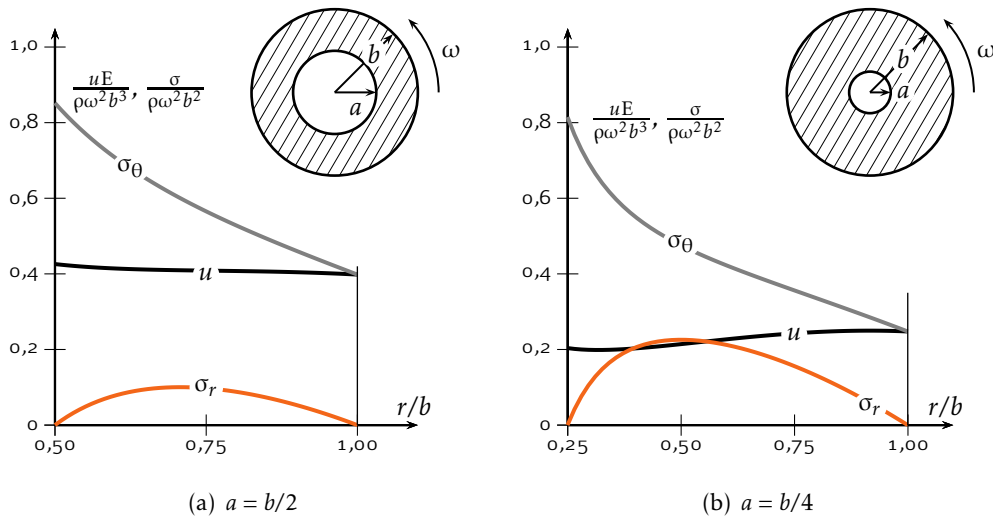 1,0
0,8
0,6
0,4
0,2
0
uE/ρω²b³, σ/ρω²b²
b
a
ω
σθ
u
σr
r/b
0,50
0,75
1,00
(a) a = b/2
1,0
0,8
0,6
0,4
0,2
0
uE/ρω²b³, σ/ρω²b²
b
a
ω
σθ
u
σr
r/b
0,25
0,50
0,75
1,00
(b) a = b/4